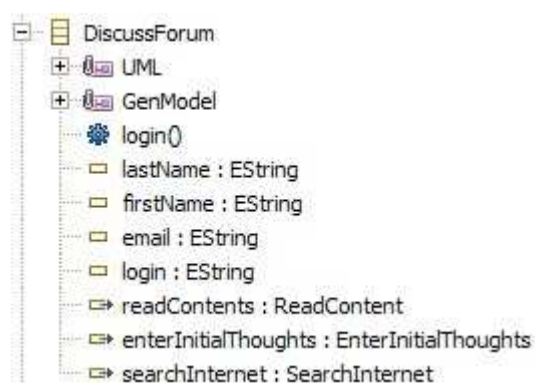 DiscussForum
UML
GenModel
login()
lastName : EString
firstName : EString
email : EString
login : EString
readContents : ReadContent
enterInitialThoughts : EnterInitialThoughts
searchInternet : SearchInternet